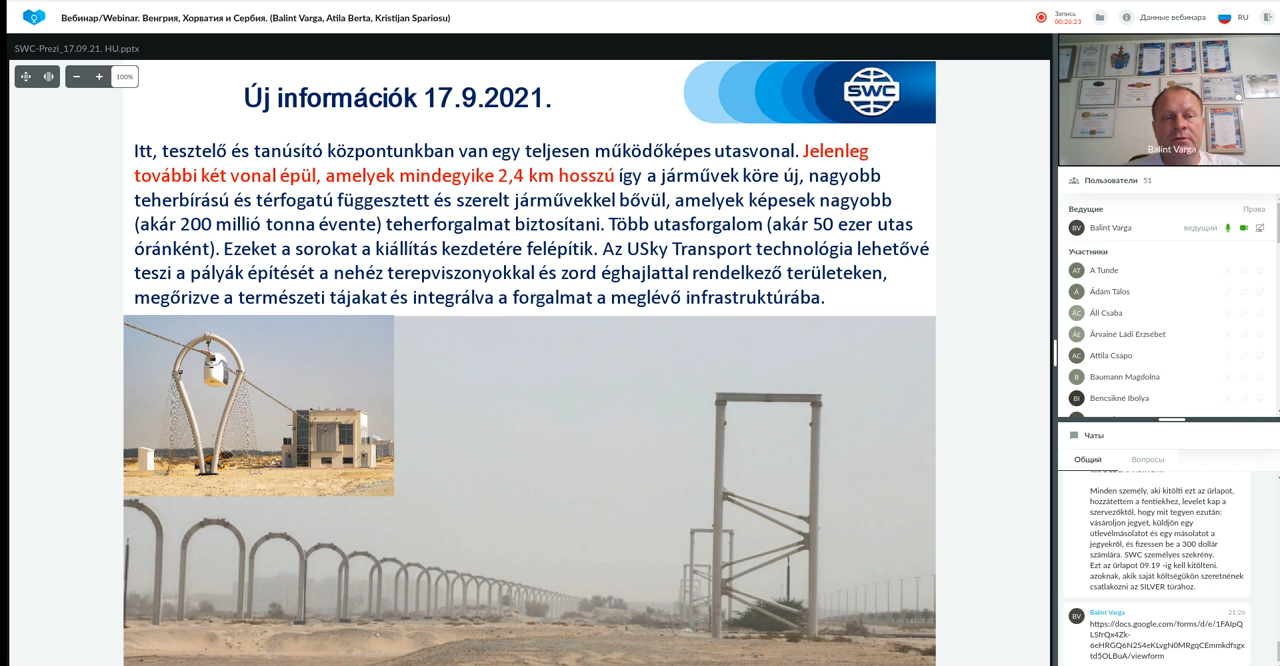 Вебинар/Webinar. Венгрия, Хорватия и Сербия. (Balint Varga, Atila Berta, Kristijan Spariosu)
Запись
00:26:23
Данные вебинара
RU
SWC-Prezi_17.09.21. HU.pptx
100%
Új információk 17.9.2021.
SWC
Itt, tesztelő és tanúsító központunkban van egy teljesen működőképes utasvonal. Jelenleg
további két vonal épül, amelyek mindegyike 2,4 km hosszú így a járművek köre új, nagyobb
teherbírású és térfogatú függesztett és szerelt járművekkel bővül, amelyek képesek nagyobb
(akár 200 millió tonna évente) teherforgalmat biztosítani. Több utasforgalom (akár 50 ezer utas
óránként). Ezeket a sorokat a kiállítás kezdetére felépítik. Az USky Transport technológia lehetővé
teszi a pályák építését a nehéz terepviszonyokkal és zord éghajlattal rendelkező területeken,
megőrizve a természeti tájakat és integrálva a forgalmat a meglévő infrastruktúrába.
Balint Varga
Пользователи 51
Ведущие Права
BV Balint Varga ведущий
Участники
AT A Tunde
Á Ádám Tálos
ÁC Áll Csaba
ÁE Árvainé Ládi Erzsébet
AC Attila Csapo
B Baumann Magdolna
BI Bencsikné Ibolya
Чаты
Общий Вопросы
Minden személy, aki kitölti ezt az űrlapot,
hozzátettem a fentiekhez, levelet kap a
szervezőktől, hogy mit tegyen ezután:
vásároljon jegyet, küldjön egy
útlevélmásolatot és egy másolatot a
jegyekről, és fizessen be a 300 dollár
számlára. SWC személyes szekrény.
Ezt az űrlapot 09.19 -ig kell kitölteni.
azoknak, akik saját költségükön szeretnének
csatlakozni az SILVER túrához.
BV Balint Varga 21:26
https://docs.google.com/forms/d/e/1FAIpQ
LSfrQx4Zk-
6eHRGQ6N2S4eKLvgN0MRgqCEmmkdfsgx
td5OLBuA/viewform